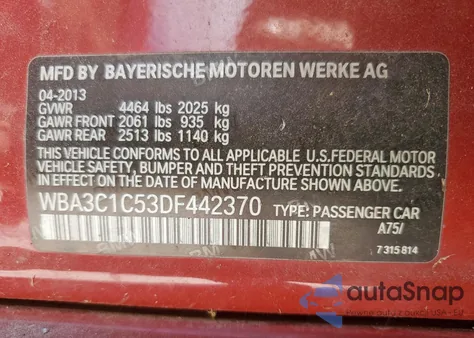 MFD BY BAYERISCHE MOTOREN WERKE AG
04-2013
GVWR 4464 lbs 2025 kg
GAWR FRONT 2061 lbs 935 kg
GAWR REAR 2513 lbs 1140 kg
THIS VEHICLE CONFORMS TO ALL APPLICABLE U.S.FEDERAL MOTOR
VEHICLE SAFETY, BUMPER AND THEFT PREVENTION STANDARDS
IN EFFECT ON THE DATE OF MANUFACTURE SHOWN ABOVE.
WBA3C1C53DF442370 TYPE: PASSENGER CAR
A75/
7 315 814
autoSnap